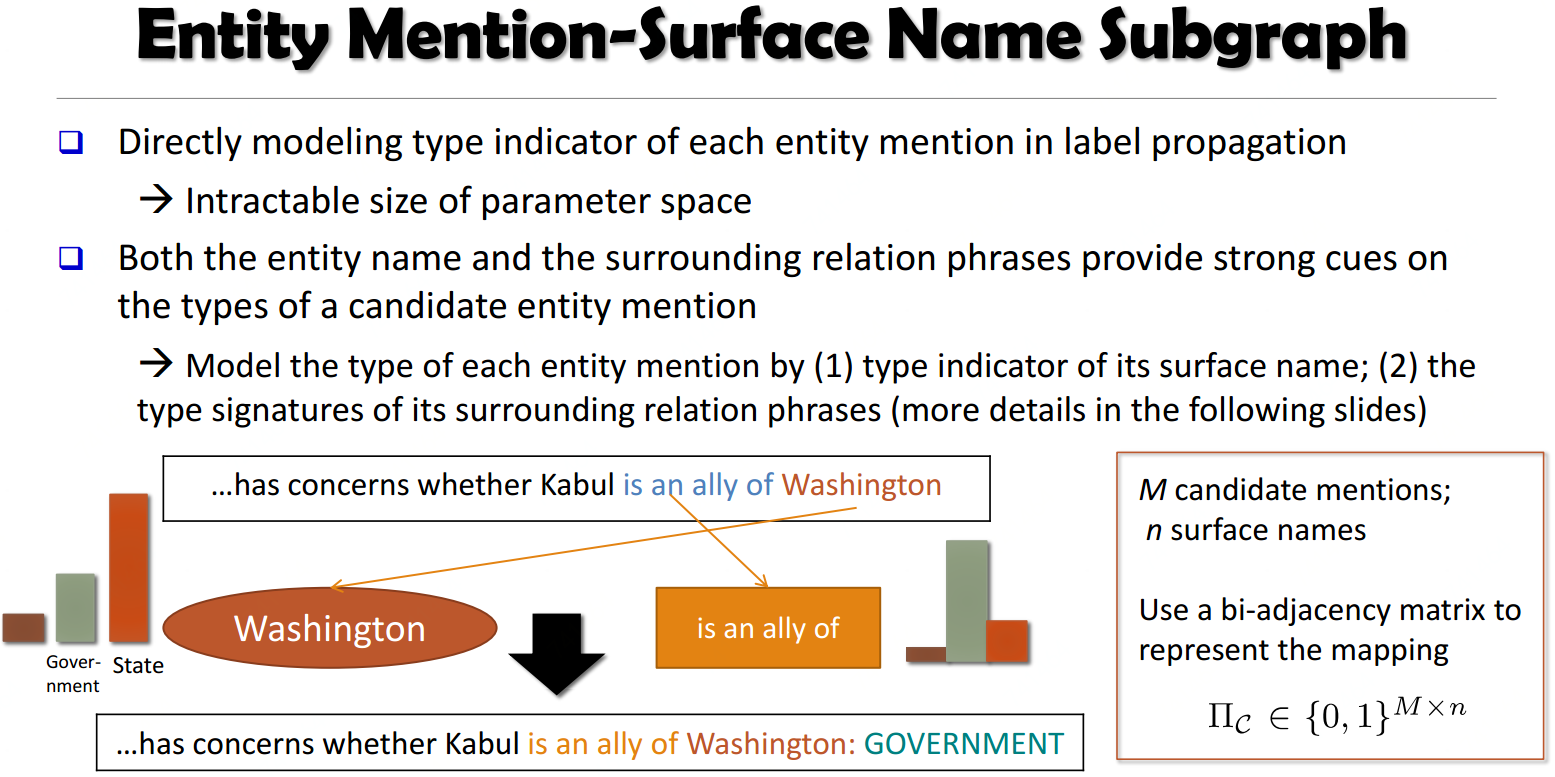 Entity Mention-Surface Name Subgraph
Directly modeling type indicator of each entity mention in label propagation
→ Intractable size of parameter space
Both the entity name and the surrounding relation phrases provide strong cues on
the types of a candidate entity mention
→ Model the type of each entity mention by (1) type indicator of its surface name; (2) the
type signatures of its surrounding relation phrases (more details in the following slides)
...has concerns whether Kabul is an ally of Washington
Washington
is an ally of
Govern-
ment
State
...has concerns whether Kabul is an ally of Washington: GOVERNMENT
M candidate mentions;
n surface names
Use a bi-adjacency matrix to
represent the mapping
Π_C ∈ {0, 1}^{M×n}